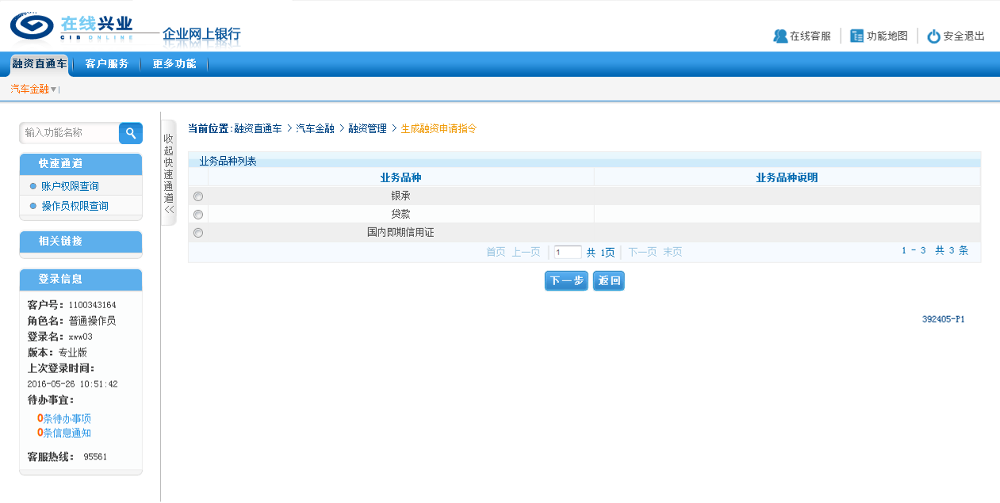 在线兴业
CIB ONLINE
企业网上银行
在线客服 功能地图 安全退出
融资直通车 客户服务 更多功能
汽车金融
输入功能名称
快速通道
账户权限查询
操作员权限查询
相关链接
登录信息
客户号：1100343164
角色名：普通操作员
登录名：xww03
版本：专业版
上次登录时间：
2016-05-26 10:51:42
待办事宜：
0条待办事项
0条信息通知
客服热线： 95561
收起快速通道<<
当前位置:融资直通车 > 汽车金融 > 融资管理 > 生成融资申请指令
业务品种列表
业务品种 业务品种说明
银承
贷款
国内即期信用证
首页 上一页 1 共 1页 下一页 末页 1 - 3 共 3 条
下一步 返回
392405-P1